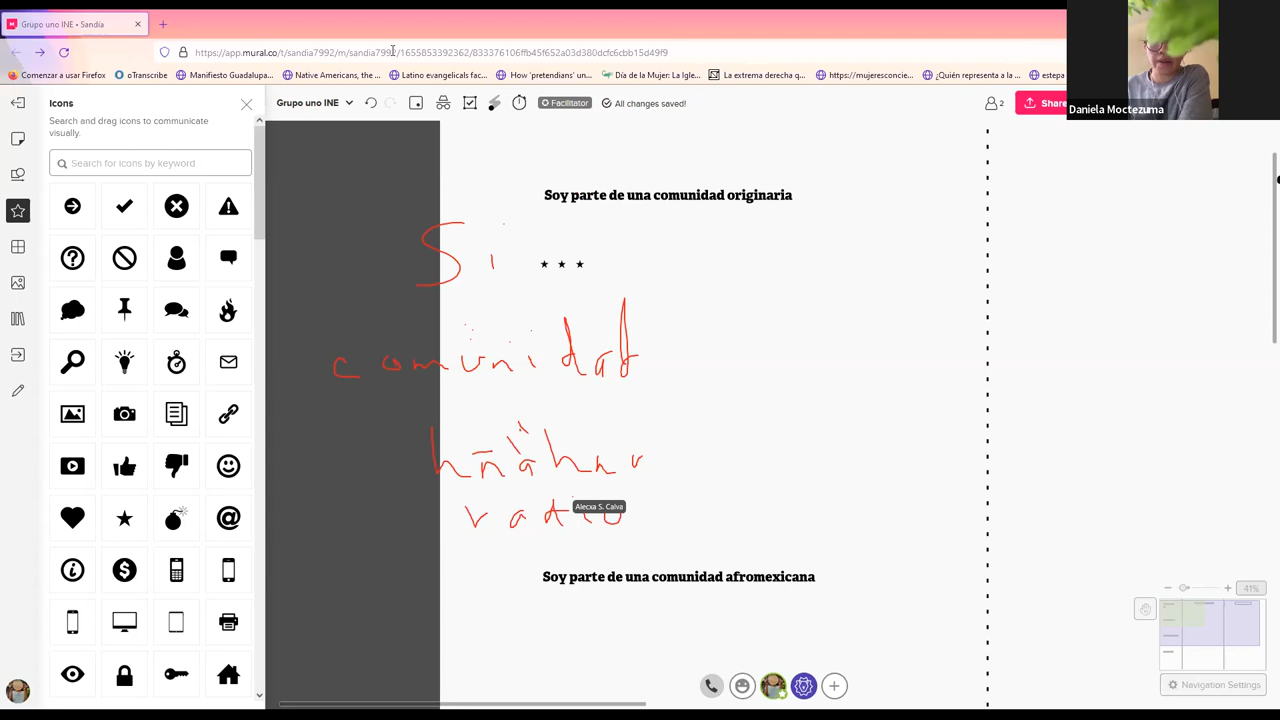 Grupo uno INE • Sandía
https://app.mural.co/t/sandia7992/m/sandia7992/1655853392362/833376106ffb45f652a03d380dcfc6cbb15d49f9
Comenzar a usar Firefox oTranscribe Manifiesto Guadalupa... Native Americans, the ... Latino evangelicals fac... How 'pretendians' un... Día de la Mujer: La Igle... La extrema derecha q... https://mujeresconcie... ¿Quién representa a la ... estepa
Daniela Moctezuma
Icons
Grupo uno INE
Facilitator
All changes saved!
2
Share
Search and drag icons to communicate
visually.
Search for icons by keyword
Soy parte de una comunidad originaria
Si
comunidad
hñähñu
radio
Alecxa S. Calva
Soy parte de una comunidad afromexicana
41%
Navigation Settings